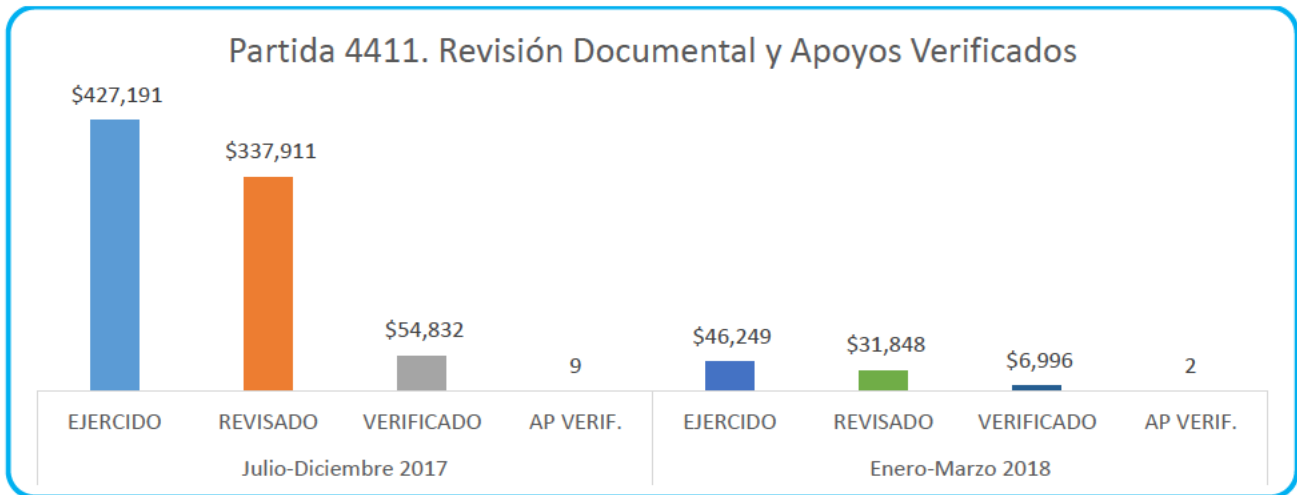 Partida 4411. Revisión Documental y Apoyos Verificados
$427,191
$337,911
$54,832
9
$46,249
$31,848
$6,996
2
EJERCIDO
REVISADO
VERIFICADO
AP VERIF.
EJERCIDO
REVISADO
VERIFICADO
AP VERIF.
Julio-Diciembre 2017
Enero-Marzo 2018